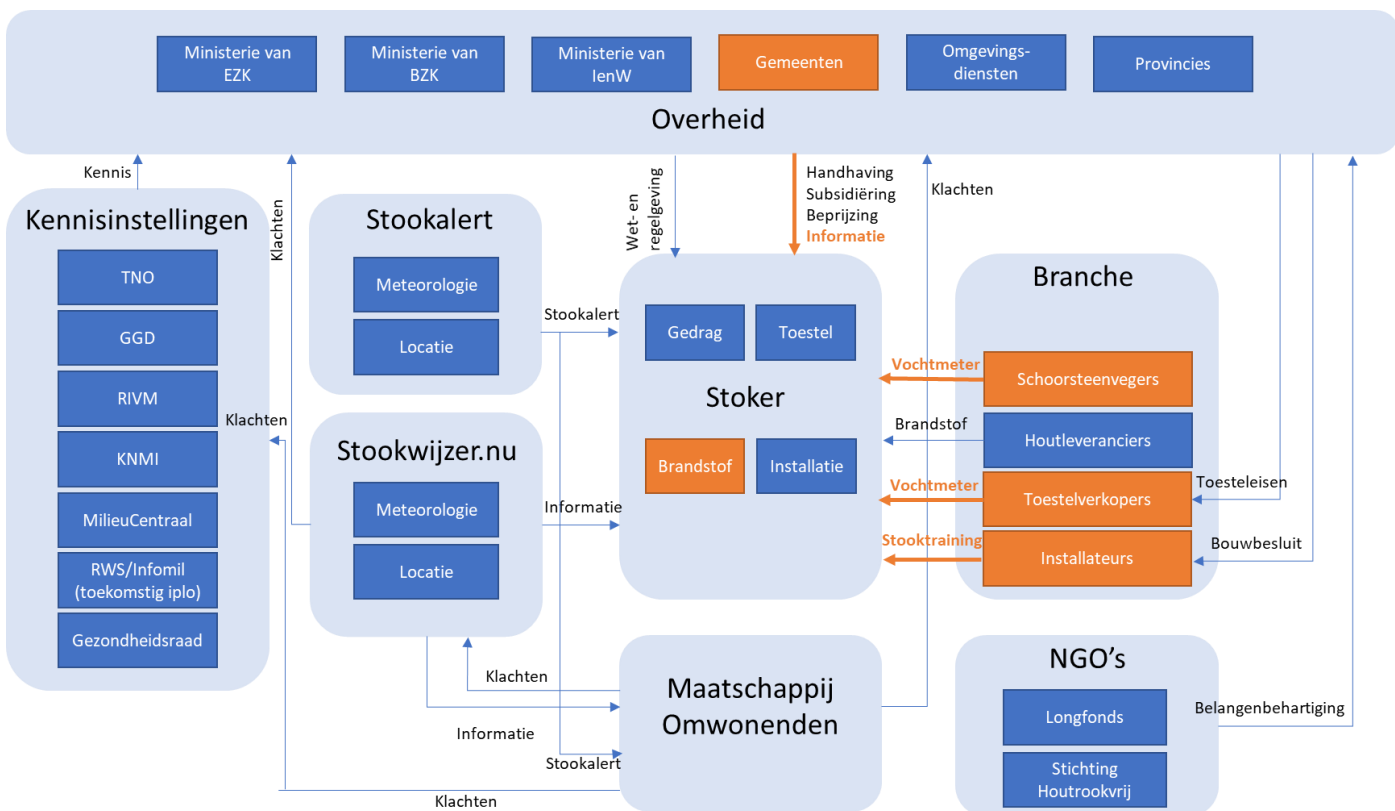 Ministerie van
EZK
Ministerie van
BZK
Ministerie van
IenW
Gemeenten
Omgevings-
diensten
Provincies
Overheid
Kennis
Klachten
Wet- en
regelgeving
Handhaving
Subsidiëring
Beprijzing
Informatie
Klachten
Kennisinstellingen
TNO
GGD
RIVM
KNMI
MilieuCentraal
RWS/Infomil
(toekomstig iplo)
Gezondheidsraad
Klachten
Stookalert
Meteorologie
Locatie
Stookalert
Stookwijzer.nu
Meteorologie
Locatie
Informatie
Gedrag
Toestel
Stoker
Brandstof
Installatie
Vochtmeter
Brandstof
Vochtmeter
Stooktraining
Branche
Schoorsteenvegers
Houtleveranciers
Toestelverkopers
Installateurs
Toesteleisen
Bouwbesluit
Klachten
Informatie
Stookalert
Klachten
Maatschappij
Omwonenden
NGO’s
Longfonds
Stichting
Houtrookvrij
Belangenbehartiging